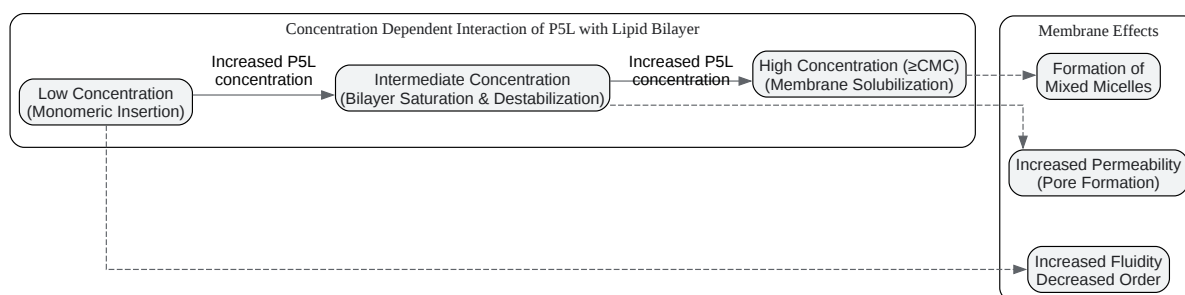 Concentration Dependent Interaction of P5L with Lipid Bilayer
Membrane Effects
Increased P5L
concentration
Increased P5L
concentration
Low Concentration
(Monomeric Insertion)
Intermediate Concentration
(Bilayer Saturation & Destabilization)
High Concentration (≥CMC)
(Membrane Solubilization)
Formation of
Mixed Micelles
Increased Permeability
(Pore Formation)
Increased Fluidity
Decreased Order